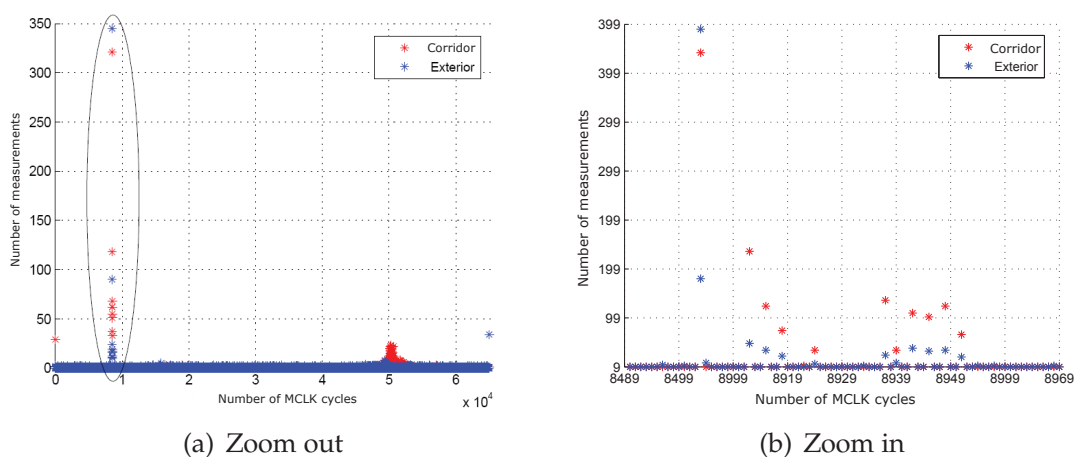 350
300
250
200
150
100
50
0
Number of measurements
Corridor
Exterior
0 1 2 3 4 5 6
x 10^4
Number of MCLK cycles
(a) Zoom out
399
399
299
299
199
199
99
9
Number of measurements
Corridor
Exterior
8489 8499 8999 8919 8929 8939 8949 8999 8969
Number of MCLK cycles
(b) Zoom in